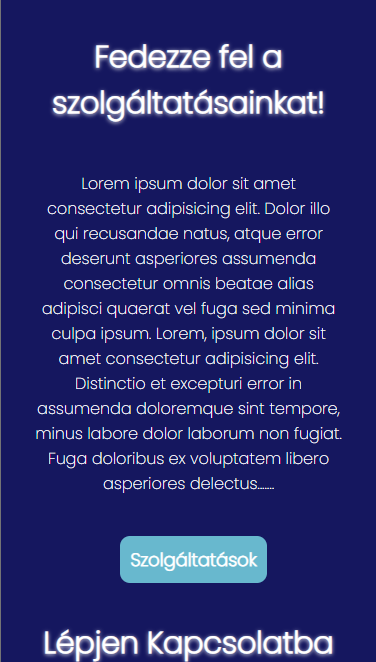 Fedezze fel a
szolgáltatásainkat!
Lorem ipsum dolor sit amet
consectetur adipisicing elit. Dolor illo
qui recusandae natus, atque error
deserunt asperiores assumenda
consectetur omnis beatae alias
adipisci quaerat vel fuga sed minima
culpa ipsum. Lorem, ipsum dolor sit
amet consectetur adipisicing elit.
Distinctio et excepturi error in
assumenda doloremque sint tempore,
minus labore dolor laborum non fugiat.
Fuga doloribus ex voluptatem libero
asperiores delectus.......
Szolgáltatások
Lépjen Kapcsolatba